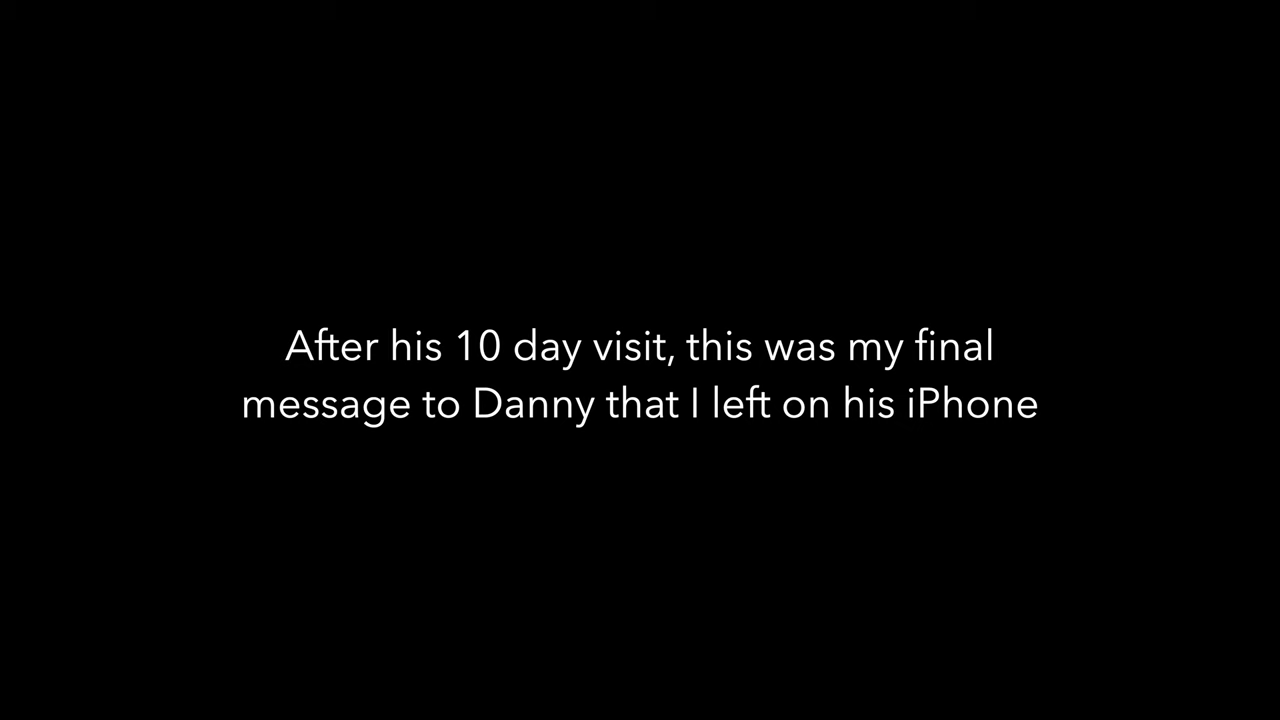 After his 10 day visit, this was my final
message to Danny that I left on his iPhone